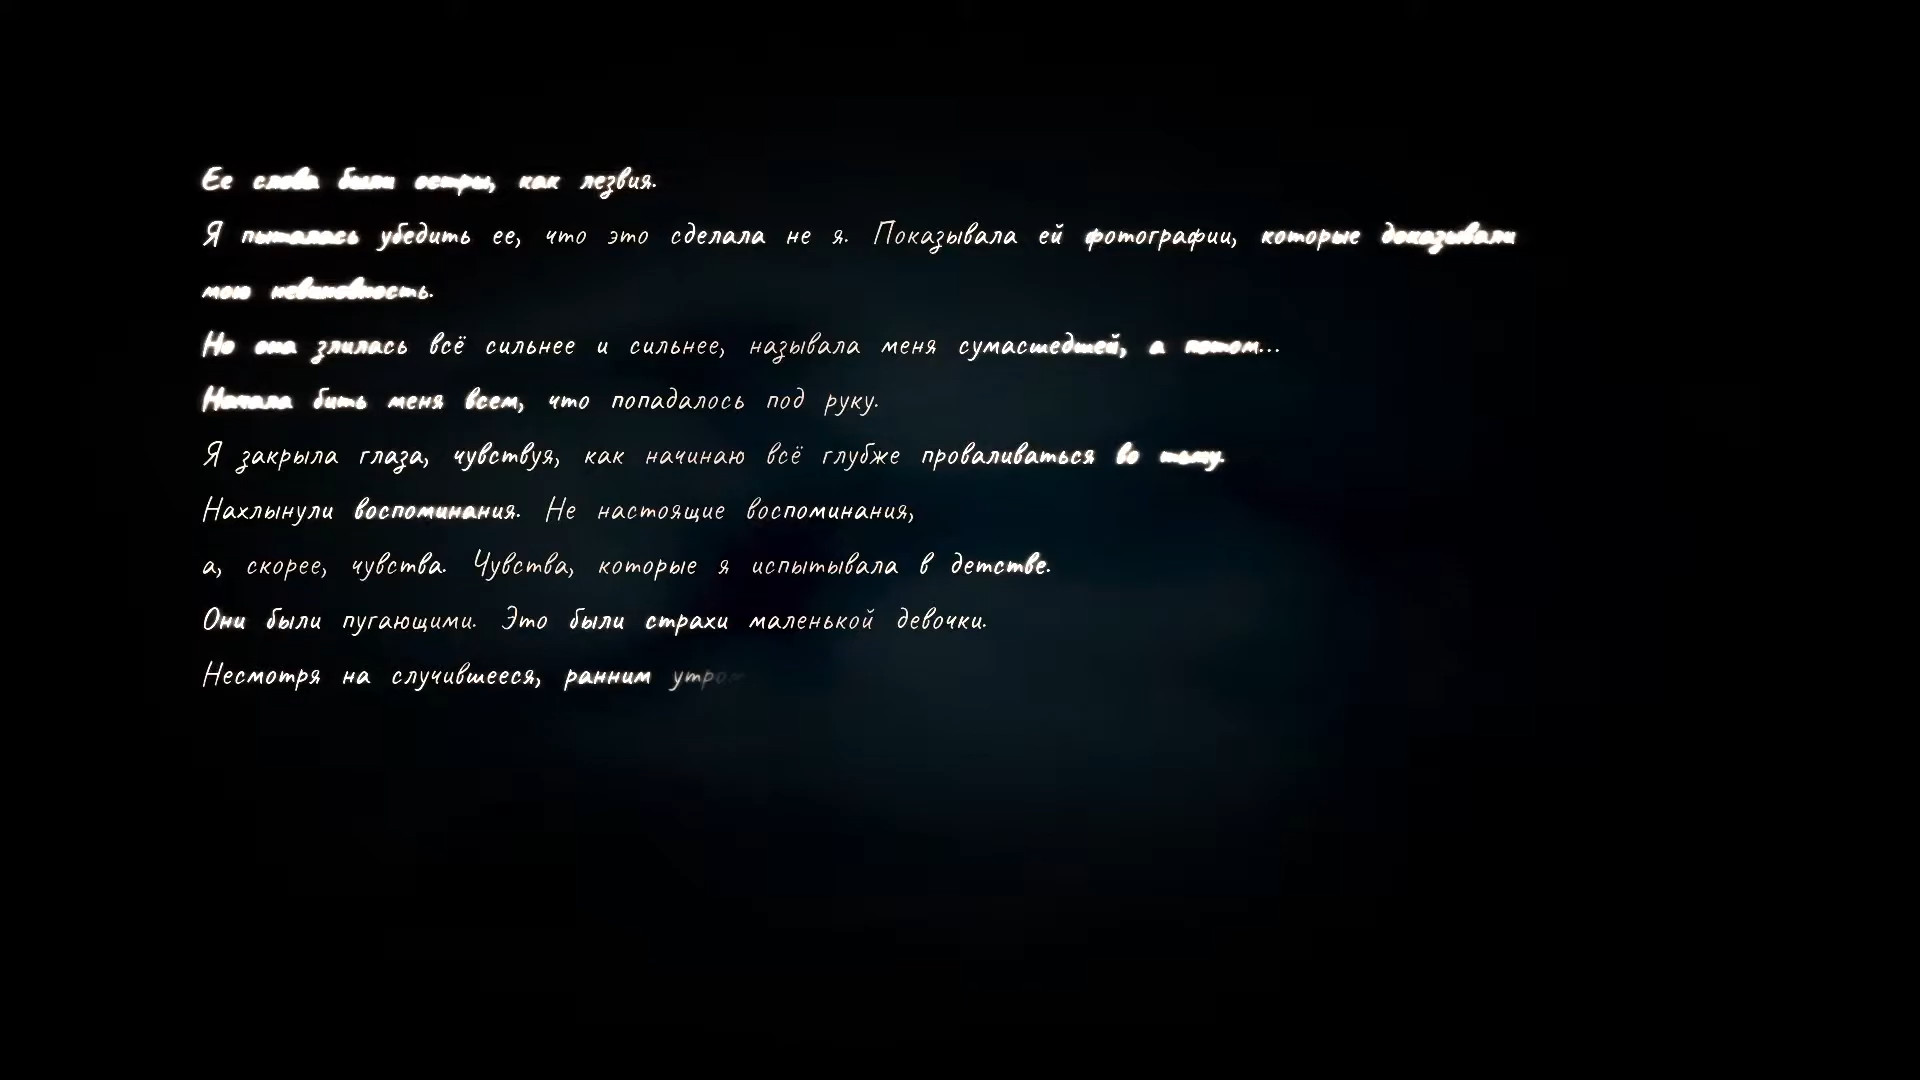 Ее слова были остры, как лезвия.
Я пыталась убедить ее, что это сделала не я. Показывала ей фотографии, которые доказывали
мою невиновность.
Но она злилась всё сильнее и сильнее, называла меня сумасшедшей, а потом...
Начала бить меня всем, что попадалось под руку.
Я закрыла глаза, чувствуя, как начинаю всё глубже проваливаться во тьму.
Нахлынули воспоминания. Не настоящие воспоминания,
а, скорее, чувства. Чувства, которые я испытывала в детстве.
Они были пугающими. Это были страхи маленькой девочки.
Несмотря на случившееся, ранним утром